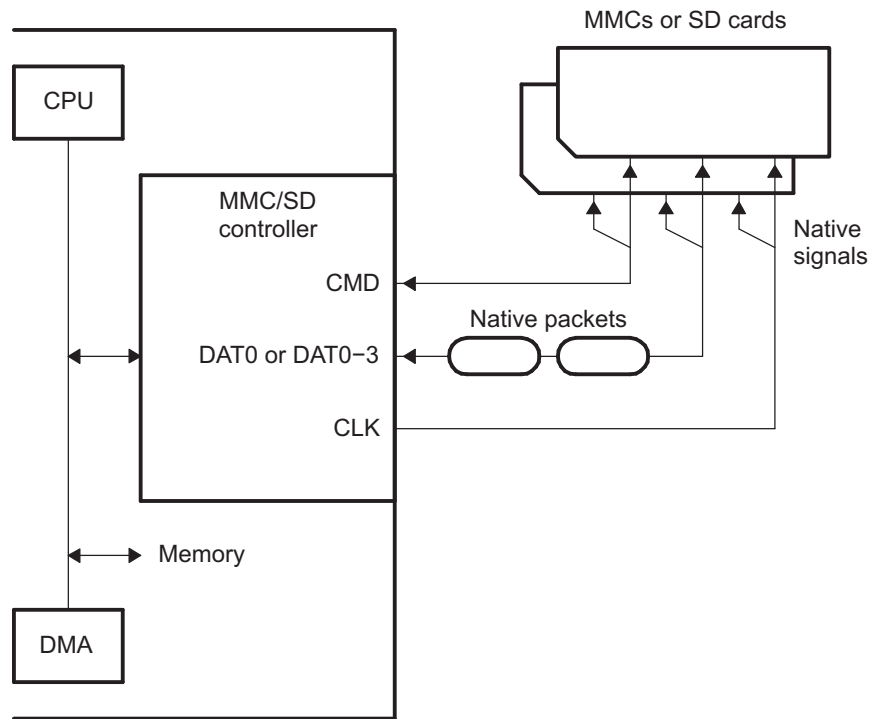 MMCs or SD cards
CPU
MMC/SD
controller
Native
signals
CMD
Native packets
DAT0 or DAT0−3
CLK
Memory
DMA